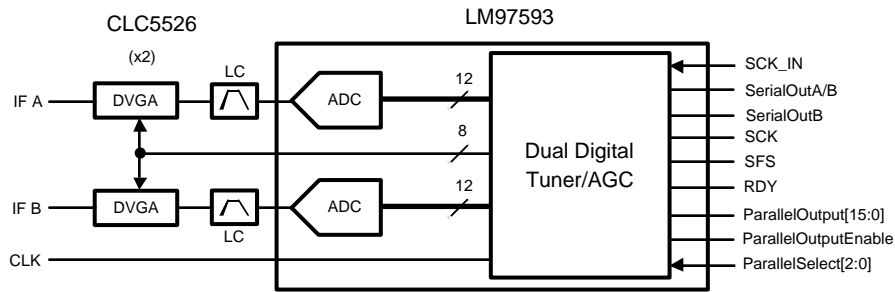 CLC5526
(x2)
LM97593
LC
IF A
DVGA
ADC
12
8
Dual Digital
Tuner/AGC
12
IF B
DVGA
LC
ADC
CLK
SCK_IN
SerialOutA/B
SerialOutB
SCK
SFS
RDY
ParallelOutput[15:0]
ParallelOutputEnable
ParallelSelect[2:0]